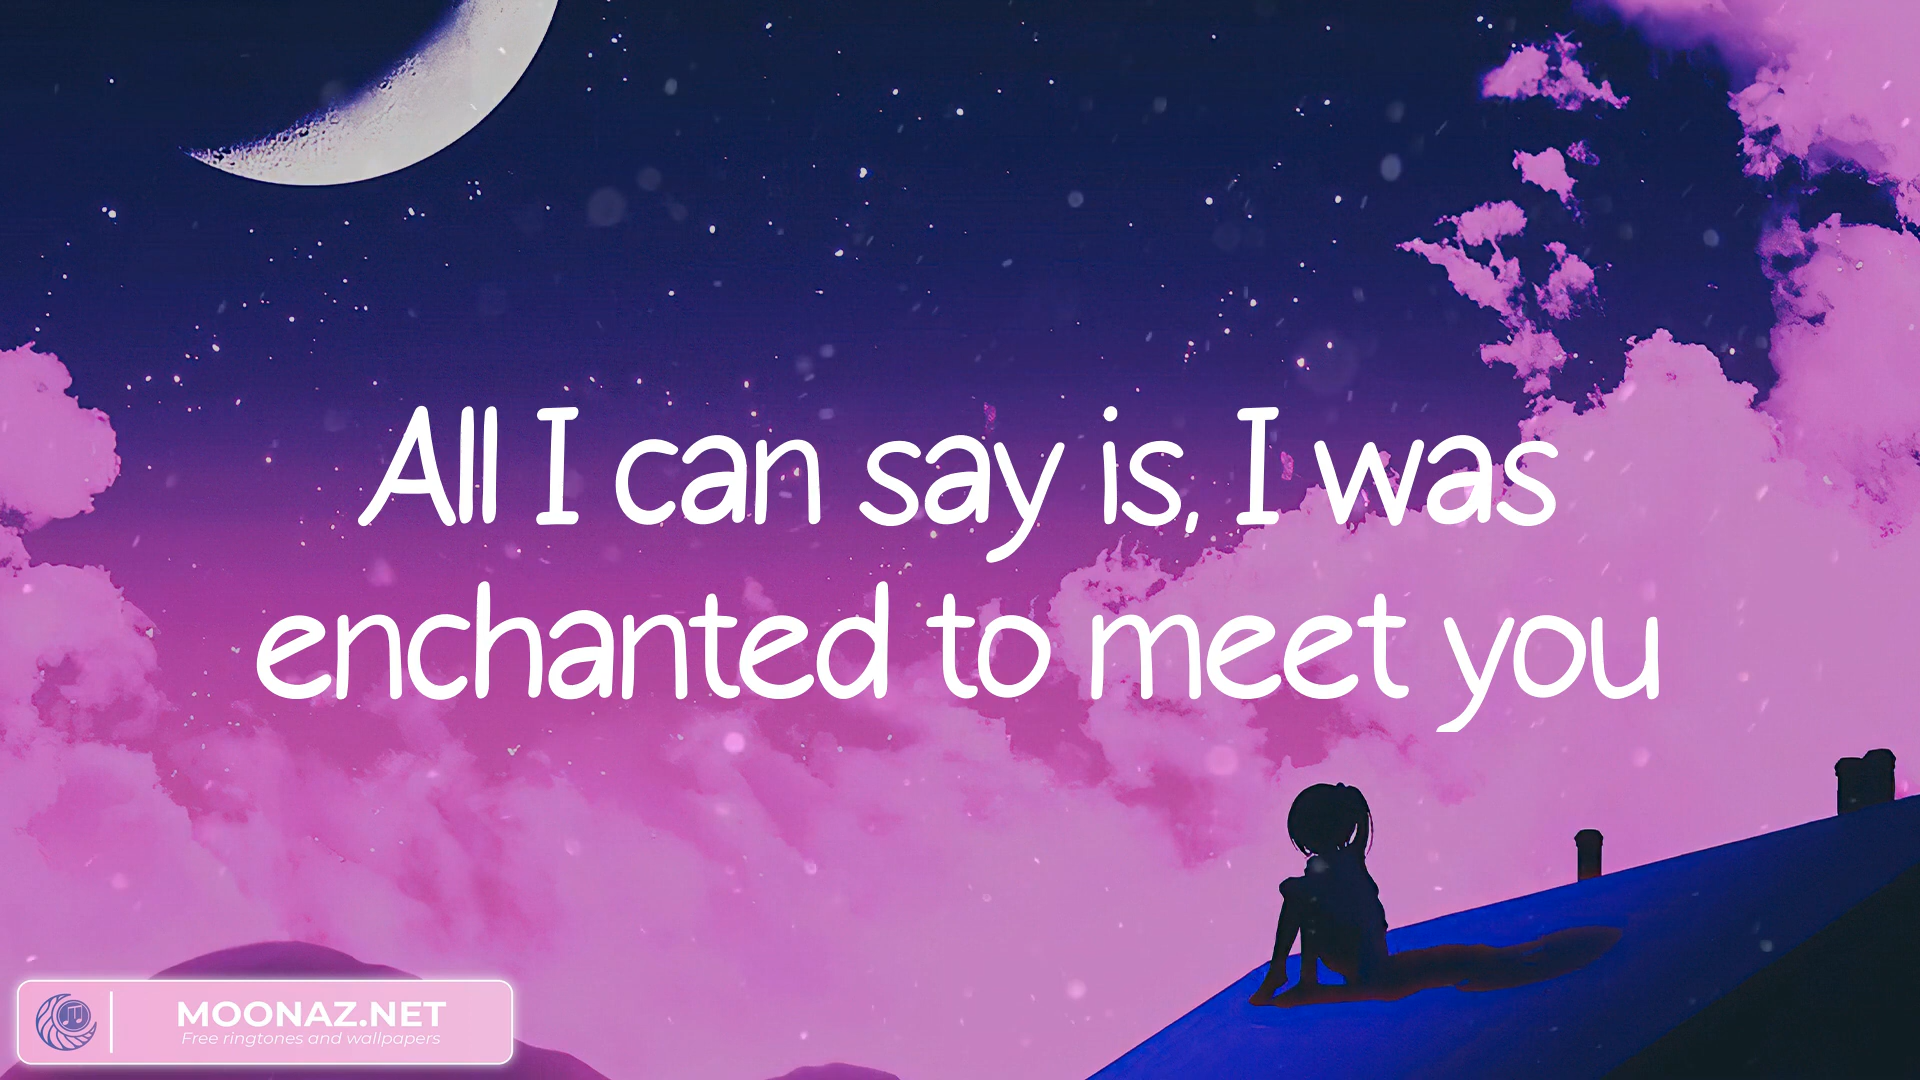 All I can say is, I was
enchanted to meet you
MOONAZ.NET
Free ringtones and wallpapers